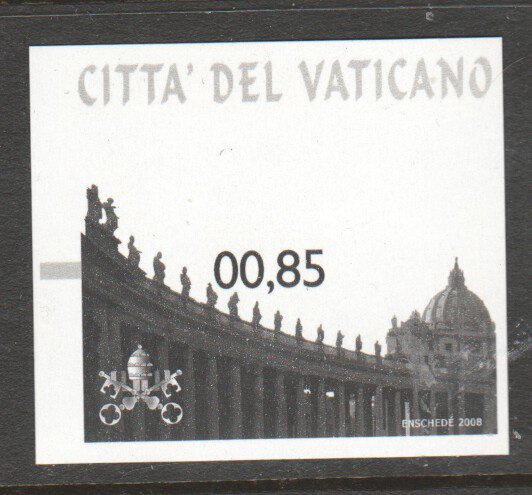 CITTA' DEL VATICANO
00,85
ENSCHEDÉ 2008